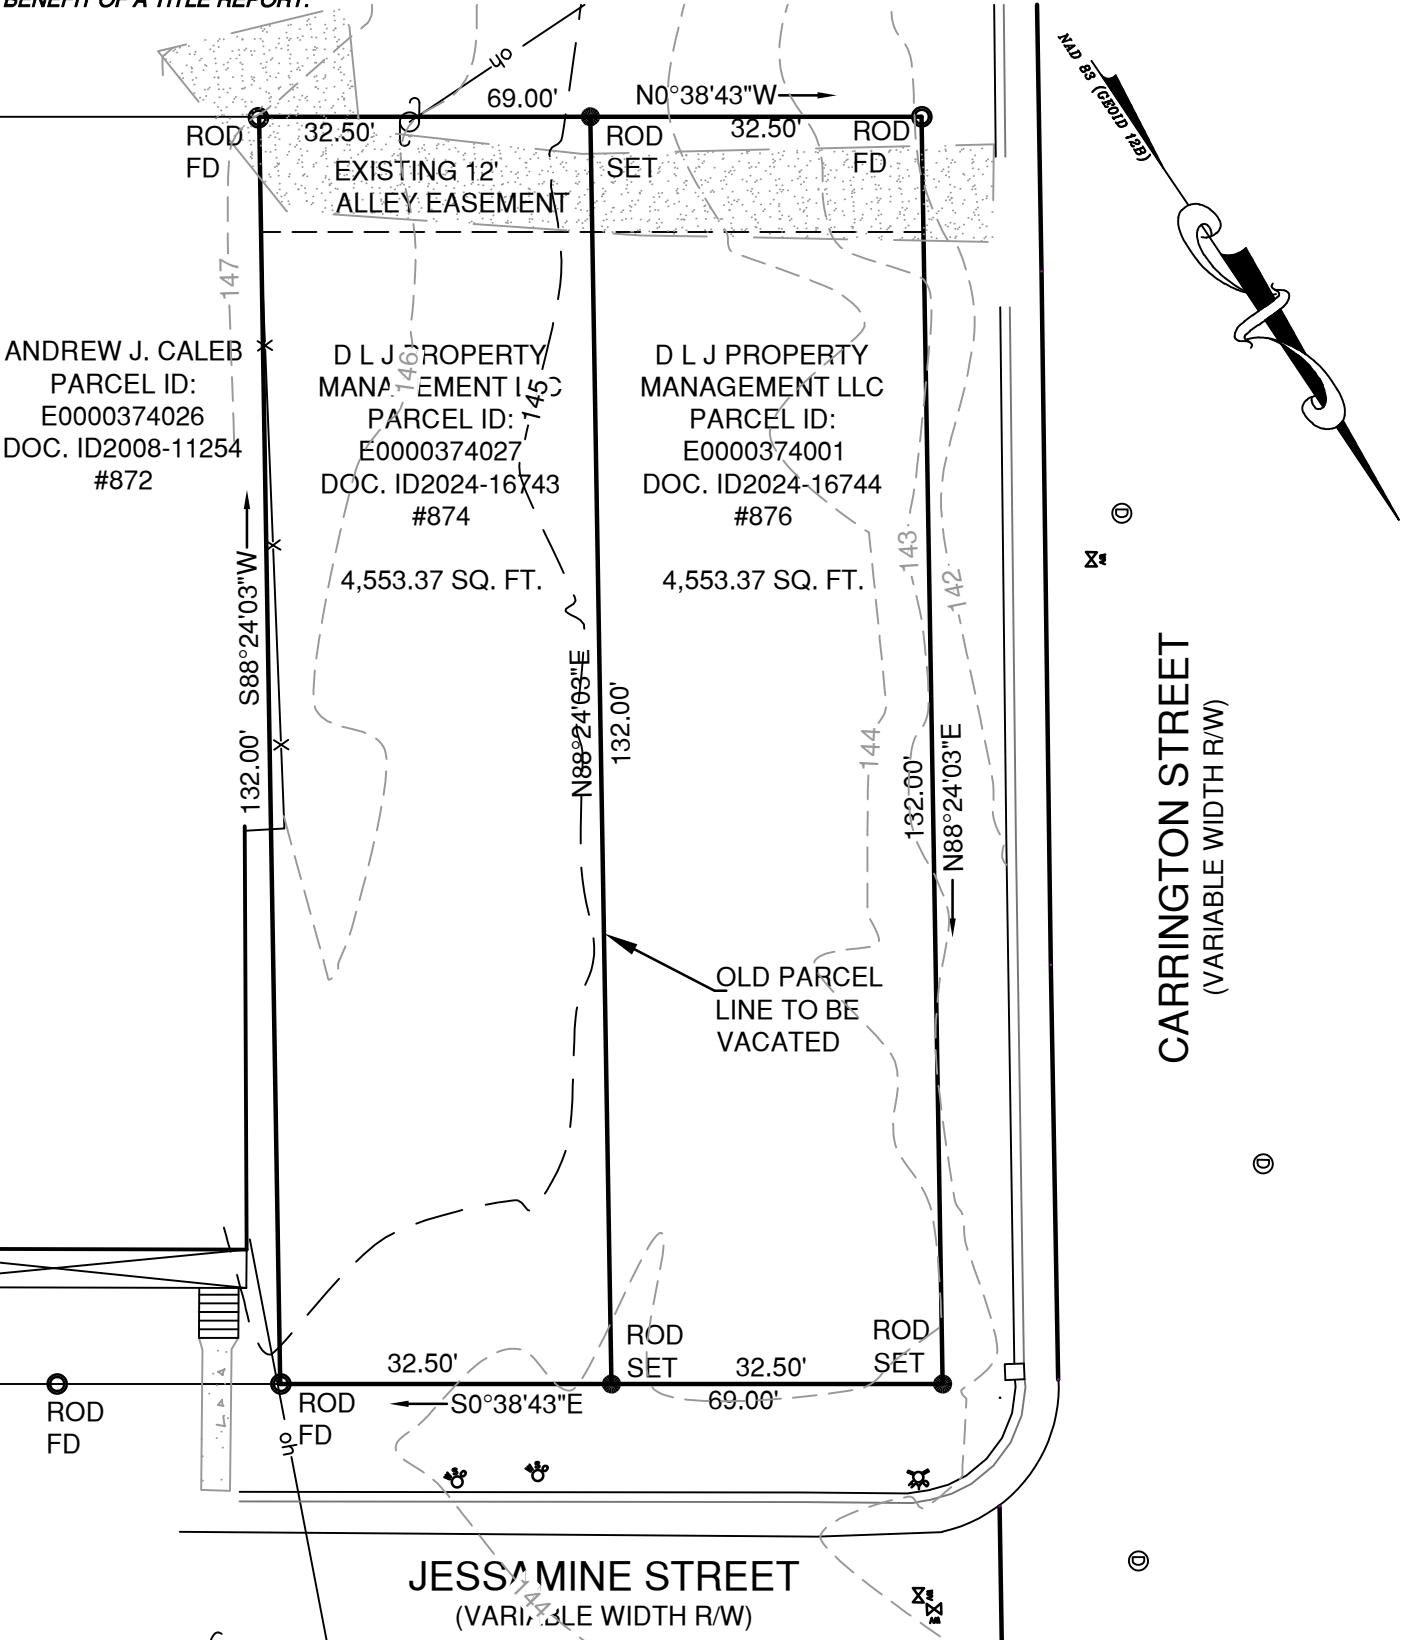 BENEFIT OF A TITLE REPORT.
NAD 83 (GEOID 12B)
oh
69.00'
N0°38'43"W
ROD
FD
32.50'
ROD
SET
32.50'
ROD
FD
EXISTING 12'
ALLEY EASEMENT
147
ANDREW J. CALEB
PARCEL ID:
E0000374026
DOC. ID2008-11254
#872
D L J PROPERTY
MANAGEMENT LLC
PARCEL ID:
E0000374027
DOC. ID2024-16743
#874
4,553.37 SQ. FT.
146
145
D L J PROPERTY
MANAGEMENT LLC
PARCEL ID:
E0000374001
DOC. ID2024-16744
#876
4,553.37 SQ. FT.
143
142
144
132.00' S88°24'03"W
N88°24'03"E
132.00'
132.00'
N88°24'03"E
D
WV
CARRINGTON STREET
(VARIABLE WIDTH R/W)
OLD PARCEL
LINE TO BE
VACATED
D
32.50'
ROD
SET
32.50'
ROD
SET
S0°38'43"E
69.00'
ROD
FD
ROD
FD
oh
JESSAMINE STREET
(VARIABLE WIDTH R/W)
144
D
WV
WV